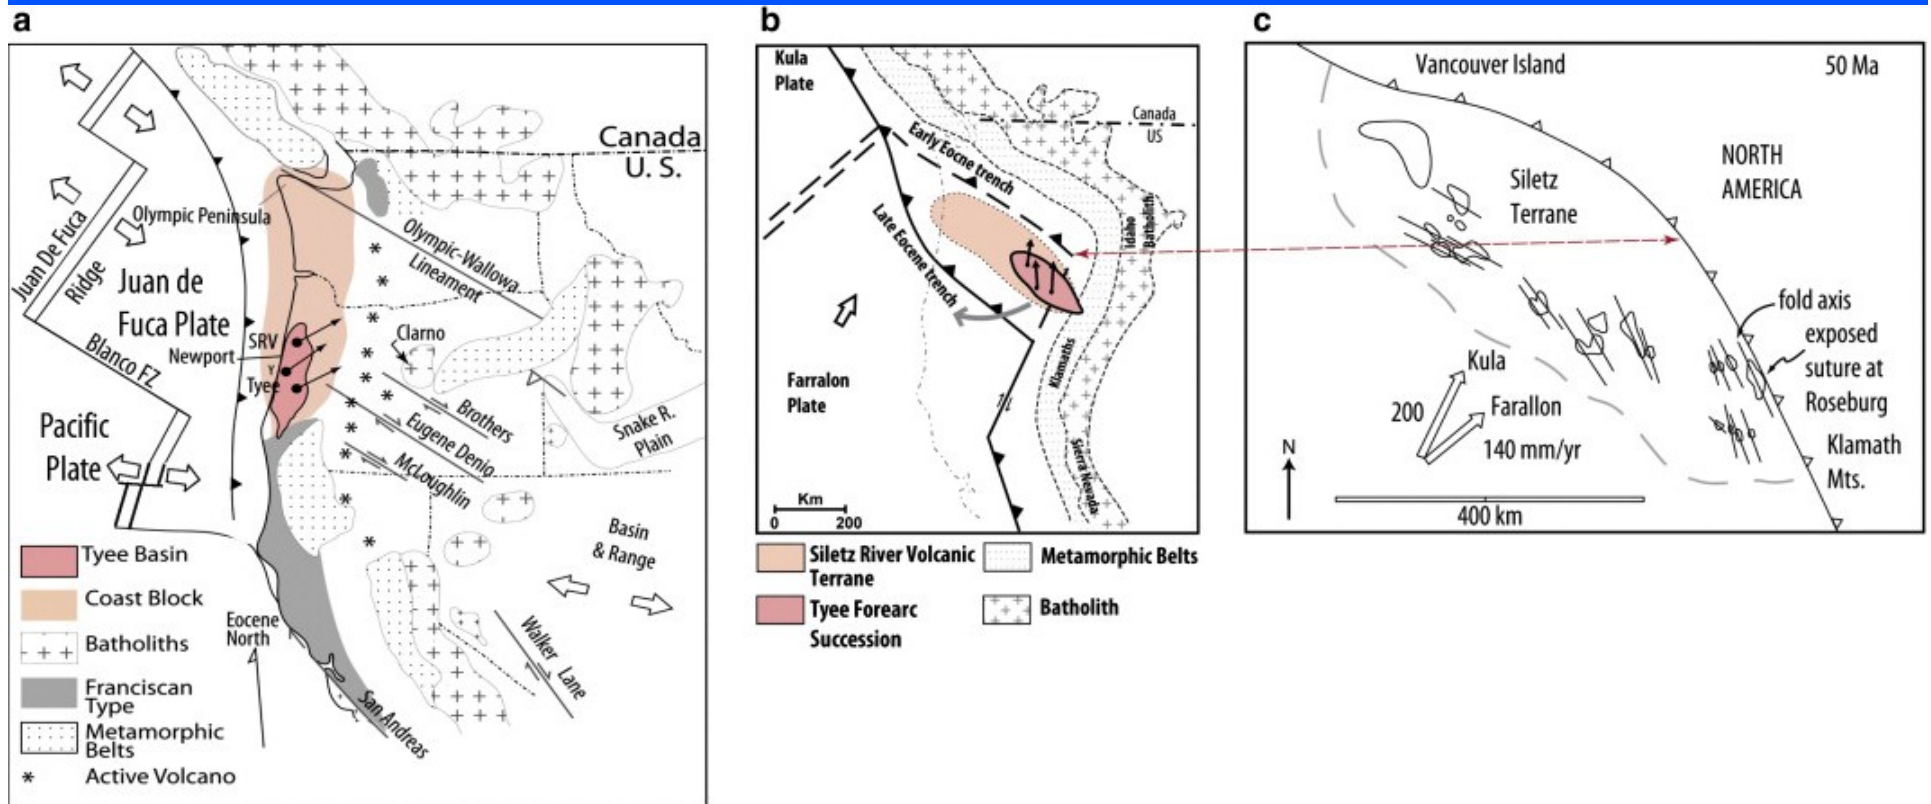 a
Canada
U. S.
Olympic Peninsula
Juan De Fuca
Ridge
Juan de
Fuca Plate
Olympic-Wallowa
Lineament
SRV
Newport
Y
Tyee
Clarno
Blanco FZ
Brothers
Eugene Denio
McLoughlin
Snake R.
Plain
Pacific
Plate
Basin
& Range
Eocene
North
Walker
Lane
San Andreas
Tyee Basin
Coast Block
Batholiths
Franciscan
Type
Metamorphic
Belts
* Active Volcano
b
Kula
Plate
Canada
US
Early Eocne trench
Late Eocene trench
Idaho
Batholith
Farralon
Plate
Klamaths
Sierra Nevada
Km
0 200
Siletz River Volcanic
Terrane
Tyee Forearc
Succession
Metamorphic Belts
Batholith
c
Vancouver Island
50 Ma
NORTH
AMERICA
Siletz
Terrane
fold axis
exposed
suture at
Roseburg
Kula
200
Farallon
140 mm/yr
Klamath
Mts.
N
400 km